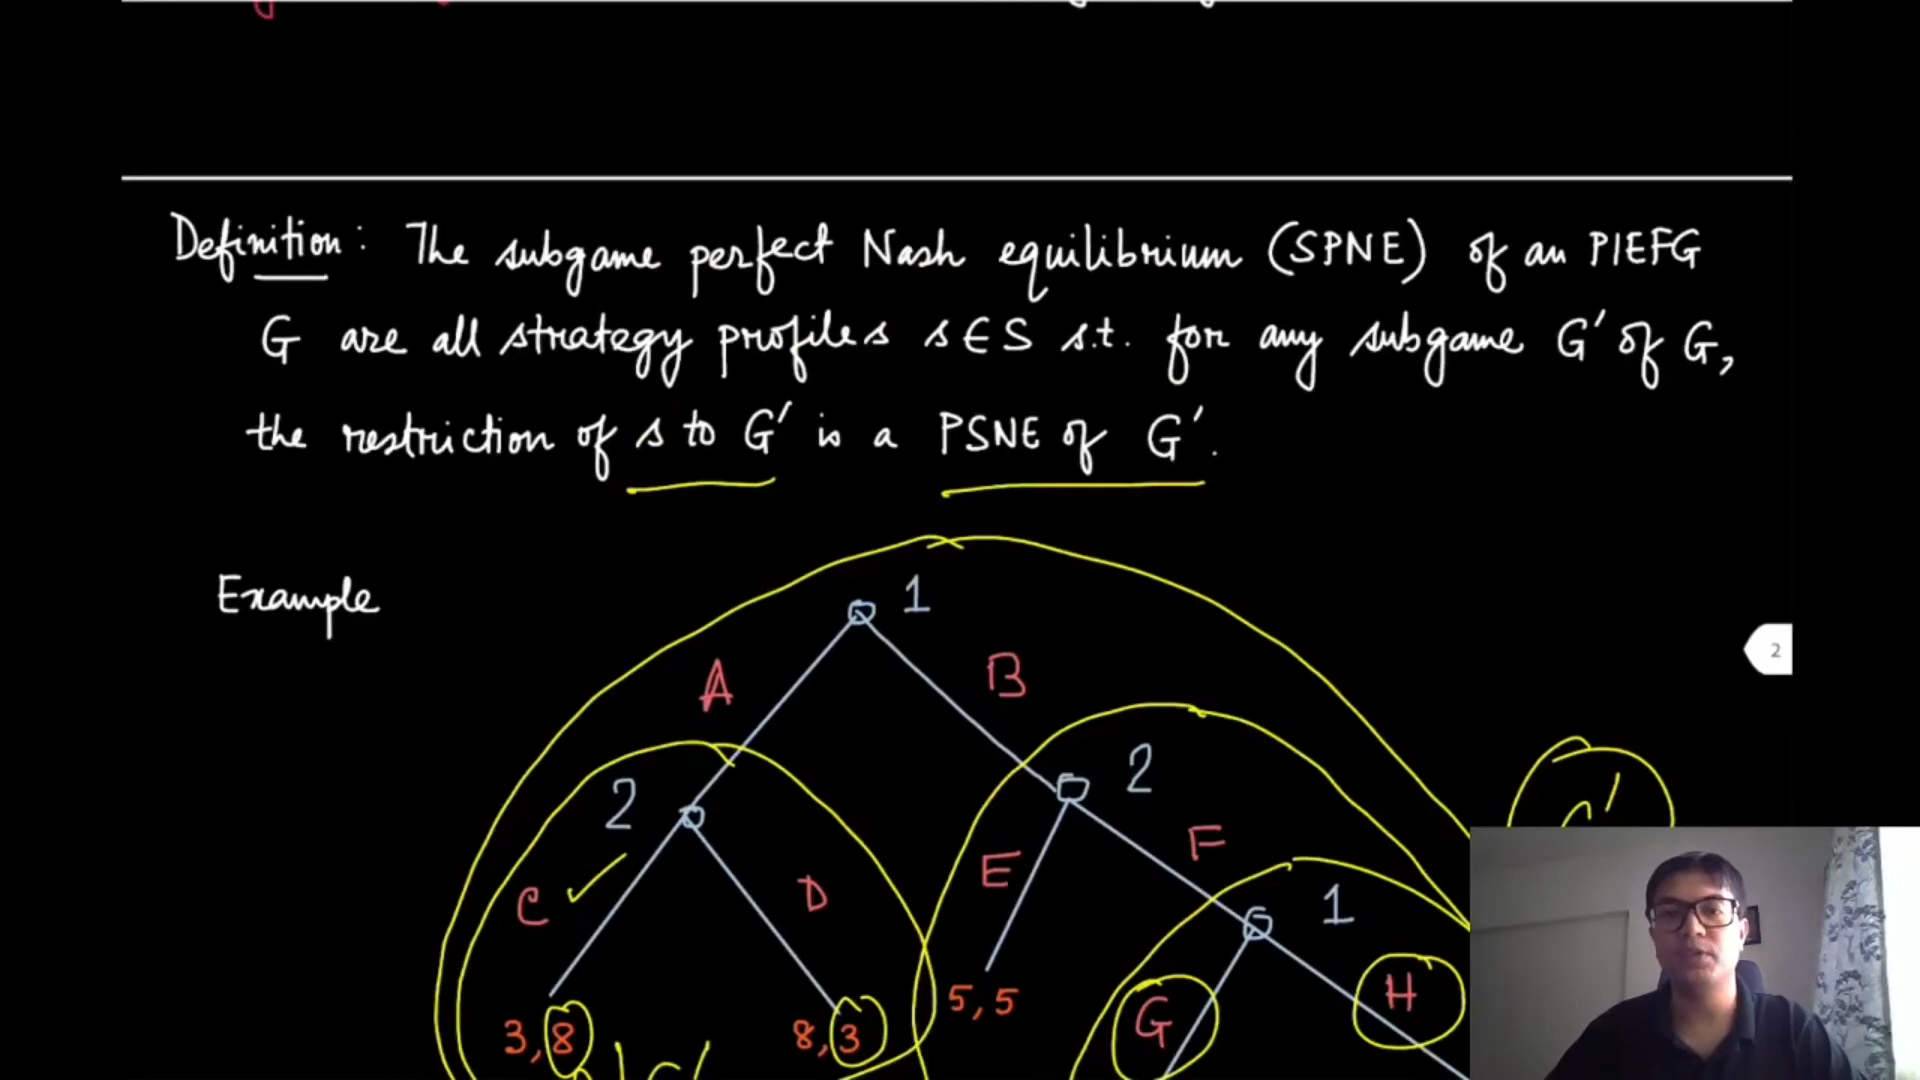 Definition: The subgame perfect Nash equilibrium (SPNE) of an PIEFG
G are all strategy profiles s ∈ S s.t. for any subgame G' of G,
the restriction of s to G' is a PSNE of G'.
Example
1
A
B
2
2
2
C
D
E
F
1
5, 5
G
H
3, 8
8, 3